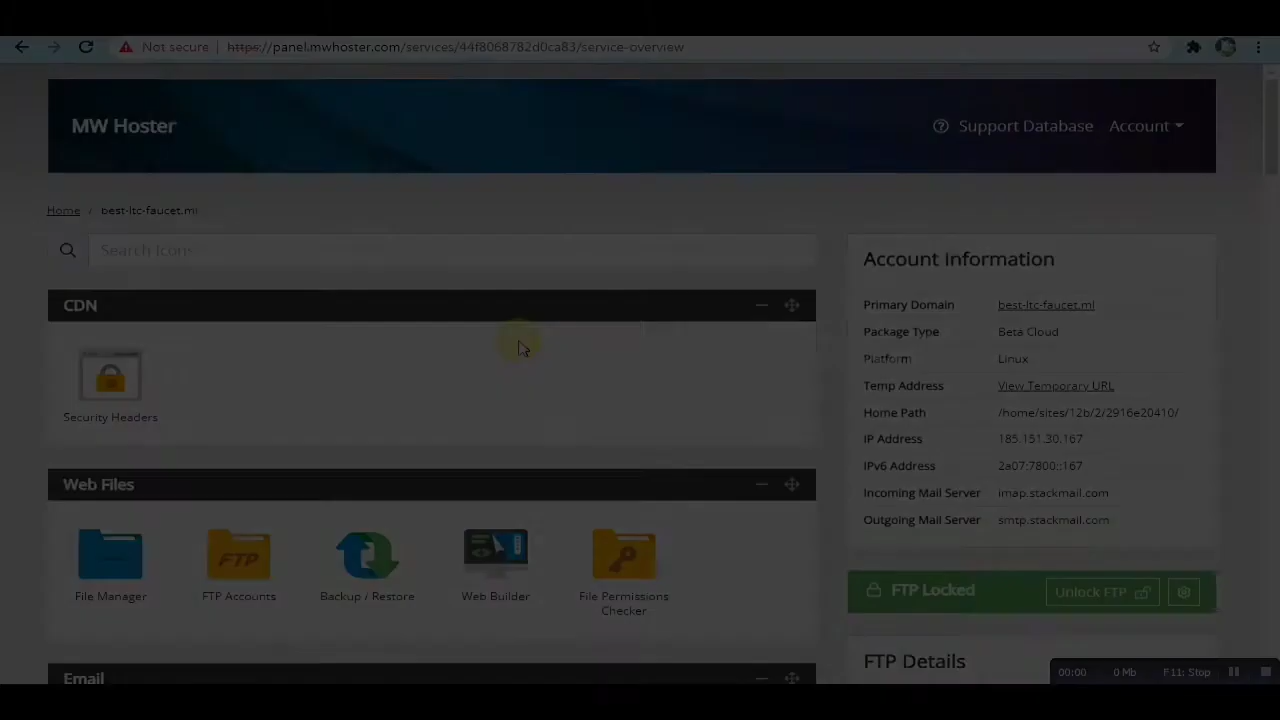 Not secure https://panel.mwhoster.com/services/44f8068782d0ca83/service-overview
MW Hoster
Support Database Account
Home / best-ltc-faucet.ml
Search Icons
CDN
Security Headers
Web Files
File Manager
FTP
FTP Accounts
Backup / Restore
Web Builder
File Permissions
Checker
Email
Account Information
Primary Domain best-ltc-faucet.ml
Package Type Beta Cloud
Platform Linux
Temp Address View Temporary URL
Home Path /home/sites/12b/2/2916e20410/
IP Address 185.151.30.167
IPv6 Address 2a07:7800::167
Incoming Mail Server imap.stackmail.com
Outgoing Mail Server smtp.stackmail.com
FTP Locked Unlock FTP
FTP Details
00:00 0 Mb F11: Stop